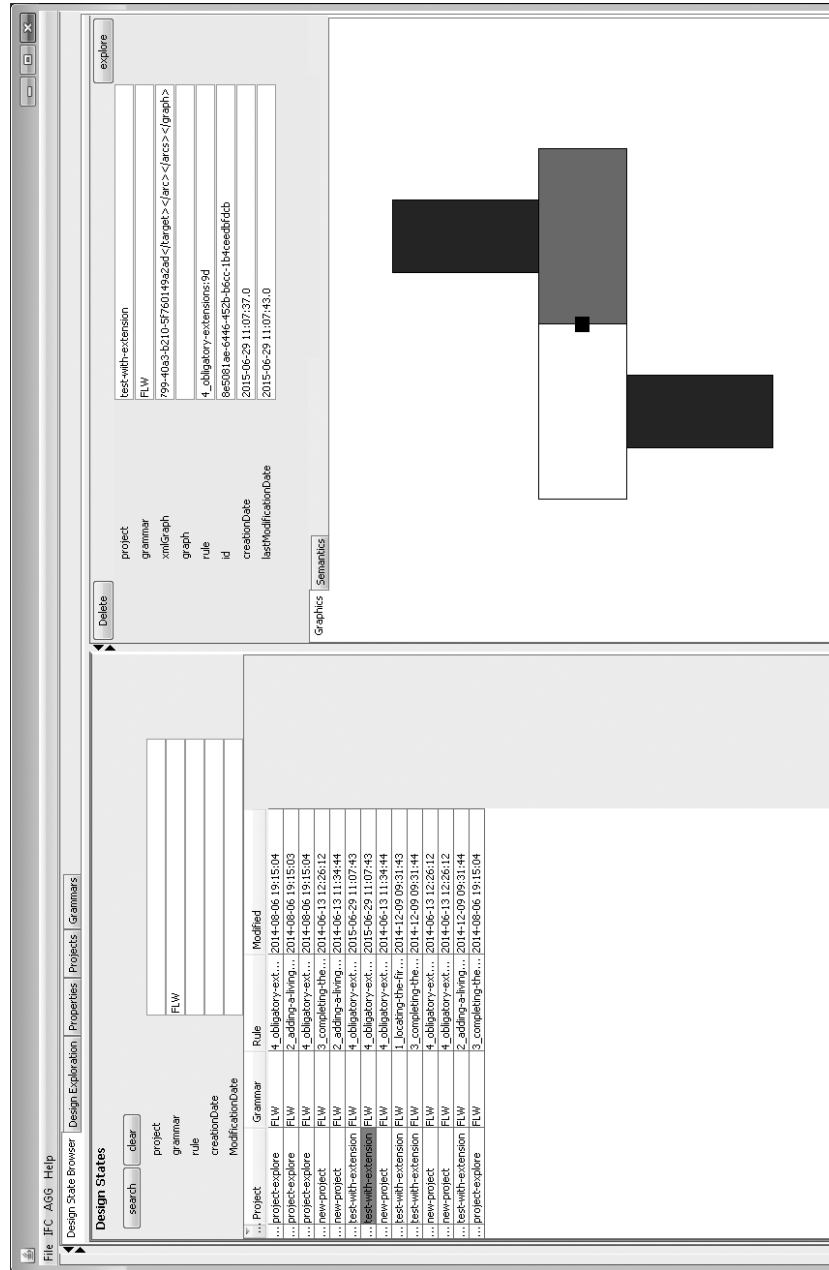 File IFC AGG Help
Design State Browser Design Exploration Properties Projects Grammars
Design States
search clear
project
grammar FLW
rule
creationDate
ModificationDate
... Project Grammar Rule Modified
... project-explore FLW 4_obligatory-ext... 2014-08-06 19:15:04
... project-explore FLW 2_adding-a-living... 2014-08-06 19:15:03
... project-explore FLW 4_obligatory-ext... 2014-08-06 19:15:04
... new-project FLW 3_completing-the... 2014-06-13 12:26:12
... new-project FLW 2_adding-a-living... 2014-06-13 11:34:44
... test-with-extension FLW 4_obligatory-ext... 2015-06-29 11:07:43
... test-with-extension FLW 4_obligatory-ext... 2015-06-29 11:07:43
... new-project FLW 4_obligatory-ext... 2014-06-13 11:34:44
... test-with-extension FLW 1_locating-the-fir... 2014-12-09 09:31:43
... test-with-extension FLW 3_completing-the... 2014-12-09 09:31:44
... new-project FLW 4_obligatory-ext... 2014-06-13 12:26:12
... new-project FLW 4_obligatory-ext... 2014-06-13 12:26:12
... test-with-extension FLW 2_adding-a-living... 2014-12-09 09:31:44
... project-explore FLW 3_completing-the... 2014-08-06 19:15:04
Delete explore
project test-with-extension
grammar FLW
xmlGraph 799-40a3-b210-5f760149a2ad</target></arc></arcs></graph>
graph
rule 4_obligatory-extensions:9d
id 8e5081ae-6446-452b-b6cc-1b4ceedbfdcb
creationDate 2015-06-29 11:07:37.0
lastModificationDate 2015-06-29 11:07:43.0
Graphics Semantics